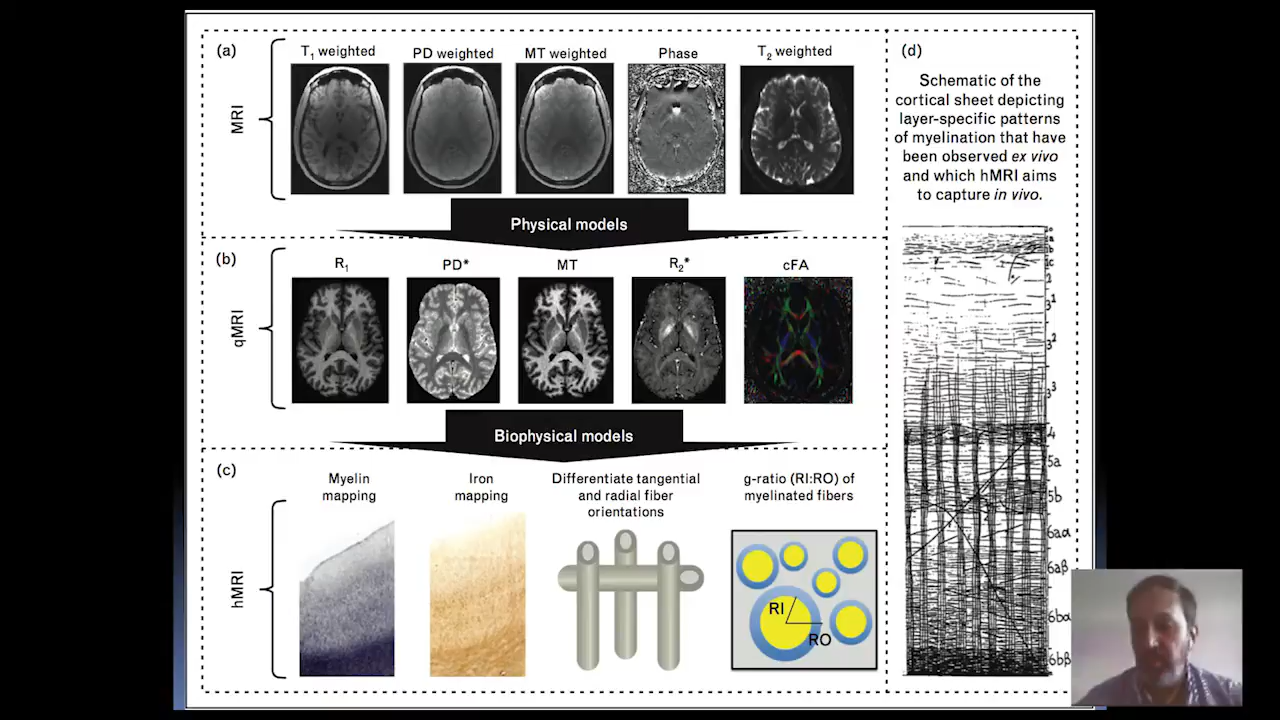 (a)
MRI
T1 weighted
PD weighted
MT weighted
Phase
T2 weighted
Physical models
(b)
qMRI
R1
PD*
MT
R2*
cFA
Biophysical models
(c)
hMRI
Myelin
mapping
Iron
mapping
Differentiate tangential
and radial fiber
orientations
g-ratio (RI:RO) of
myelinated fibers
RI
RO
(d)
Schematic of the
cortical sheet depicting
layer-specific patterns
of myelination that have
been observed ex vivo
and which hMRI aims
to capture in vivo.
2
3¹
3²
3³
4
5a
5b
6aα
6aβ
6bα
6bβ